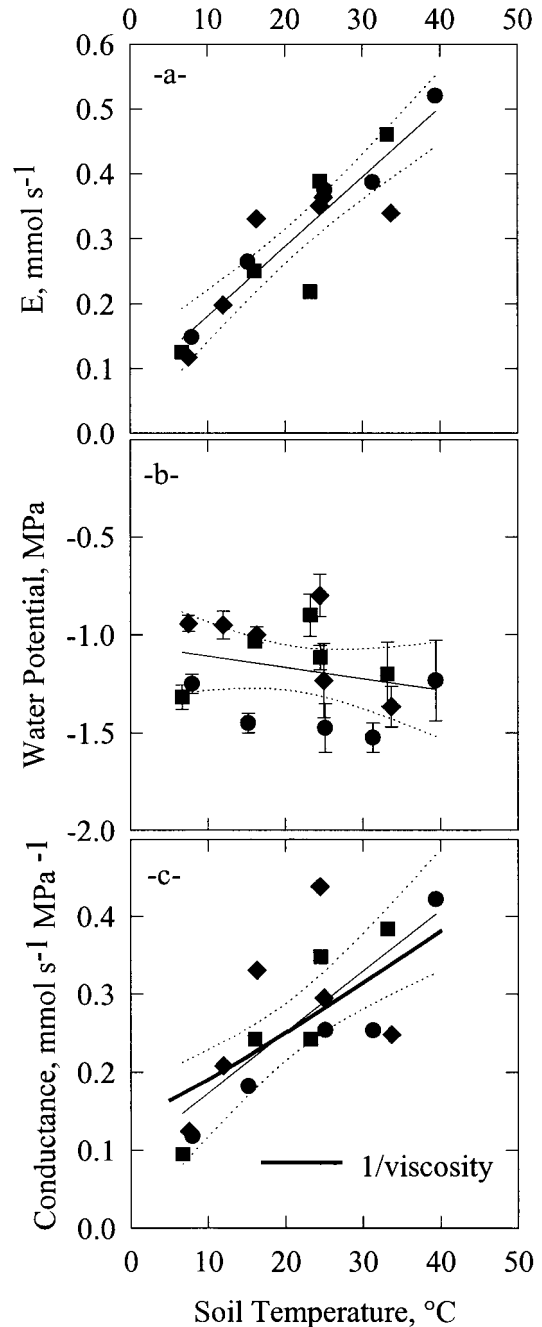 0 10 20 30 40 50
0.6
-a-
0.5
0.4
0.3
0.2
0.1
0.0
E, mmol s-1
-b-
-0.5
-1.0
-1.5
-2.0
Water Potential, MPa
-c-
0.4
0.3
0.2
0.1
0.0
Conductance, mmol s-1 MPa -1
1/viscosity
0 10 20 30 40 50
Soil Temperature, °C